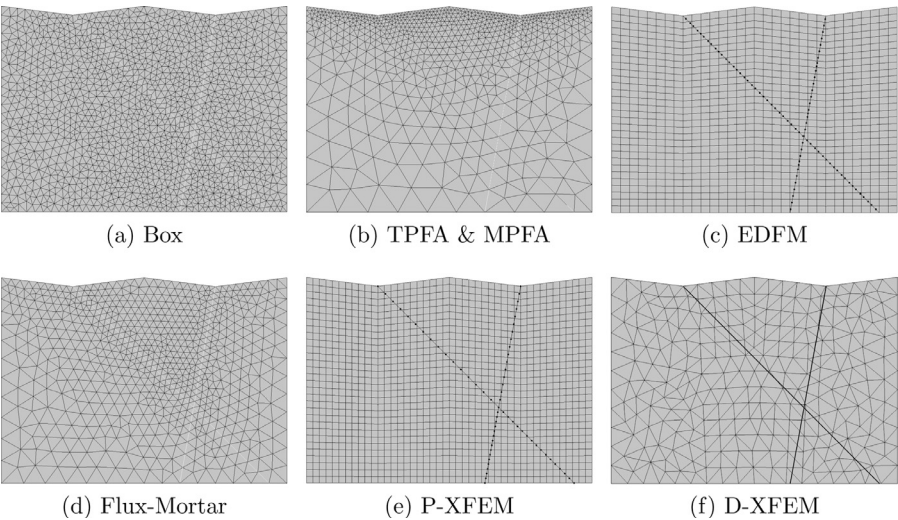 (a) Box
(b) TPFA & MPFA
(c) EDFM
(d) Flux-Mortar
(e) P-XFEM
(f) D-XFEM